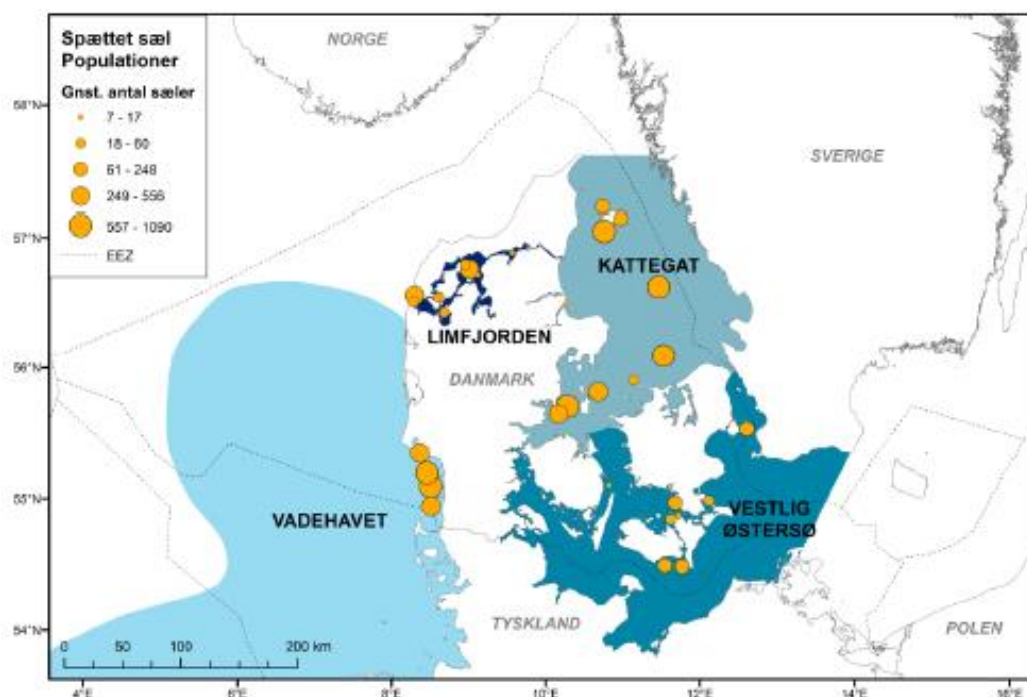 Spættet sæl
Populationer
Gnst. antal sæler
7 - 17
18 - 60
61 - 248
249 - 556
557 - 1090
EEZ
NORGE
SVERIGE
KATTEGAT
LIMFJORDEN
DANMARK
VADEHAVET
VESTLIG
ØSTERSØ
TYSKLAND
POLEN
58°N
57°N
56°N
55°N
54°N
0 50 100 200 km
4°E 6°E 8°E 10°E 12°E 14°E 16°E